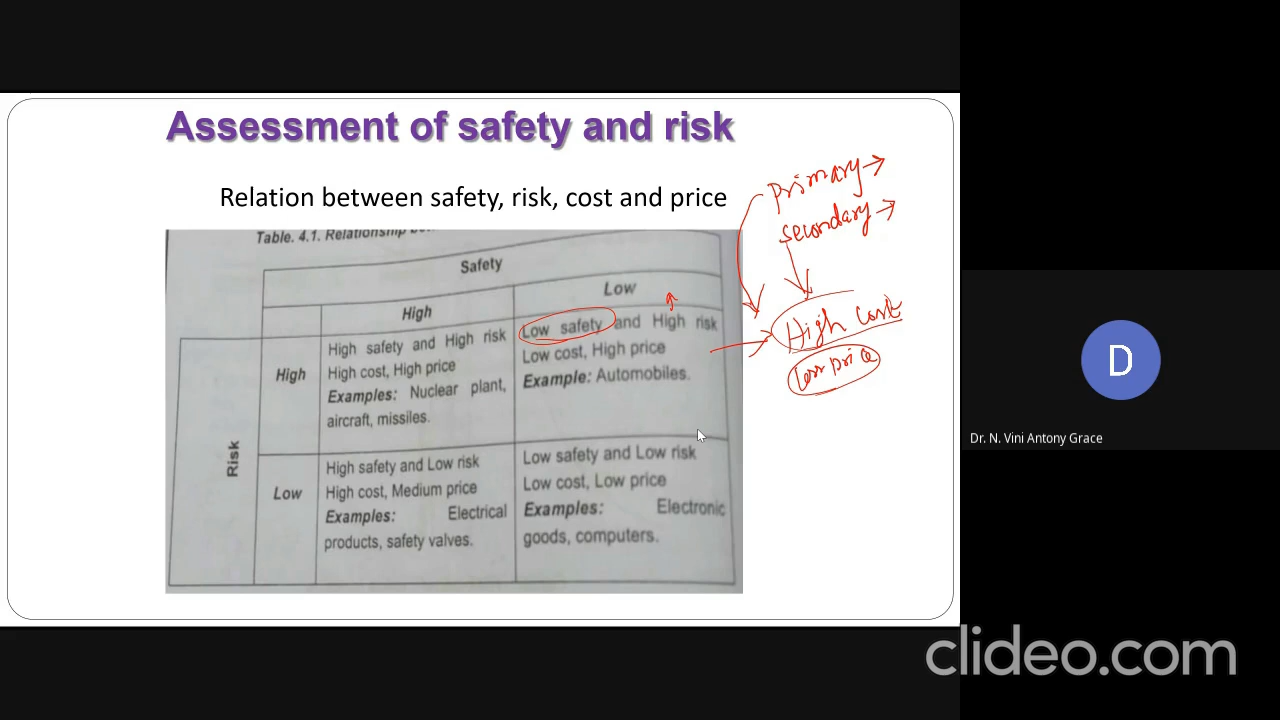 Assessment of safety and risk
Relation between safety, risk, cost and price
Table. 4.1. Relationship
Safety
High
Low
Risk
High
High safety and High risk
High cost, High price
Examples: Nuclear plant,
aircraft, missiles.
Low safety and High risk
Low cost, High price
Example: Automobiles.
Low
High safety and Low risk
High cost, Medium price
Examples: Electrical
products, safety valves.
Low safety and Low risk
Low cost, Low price
Examples: Electronic
goods, computers.
Primary →
Secondary →
High cost
price
D
Dr. N. Vini Antony Grace
clideo.com